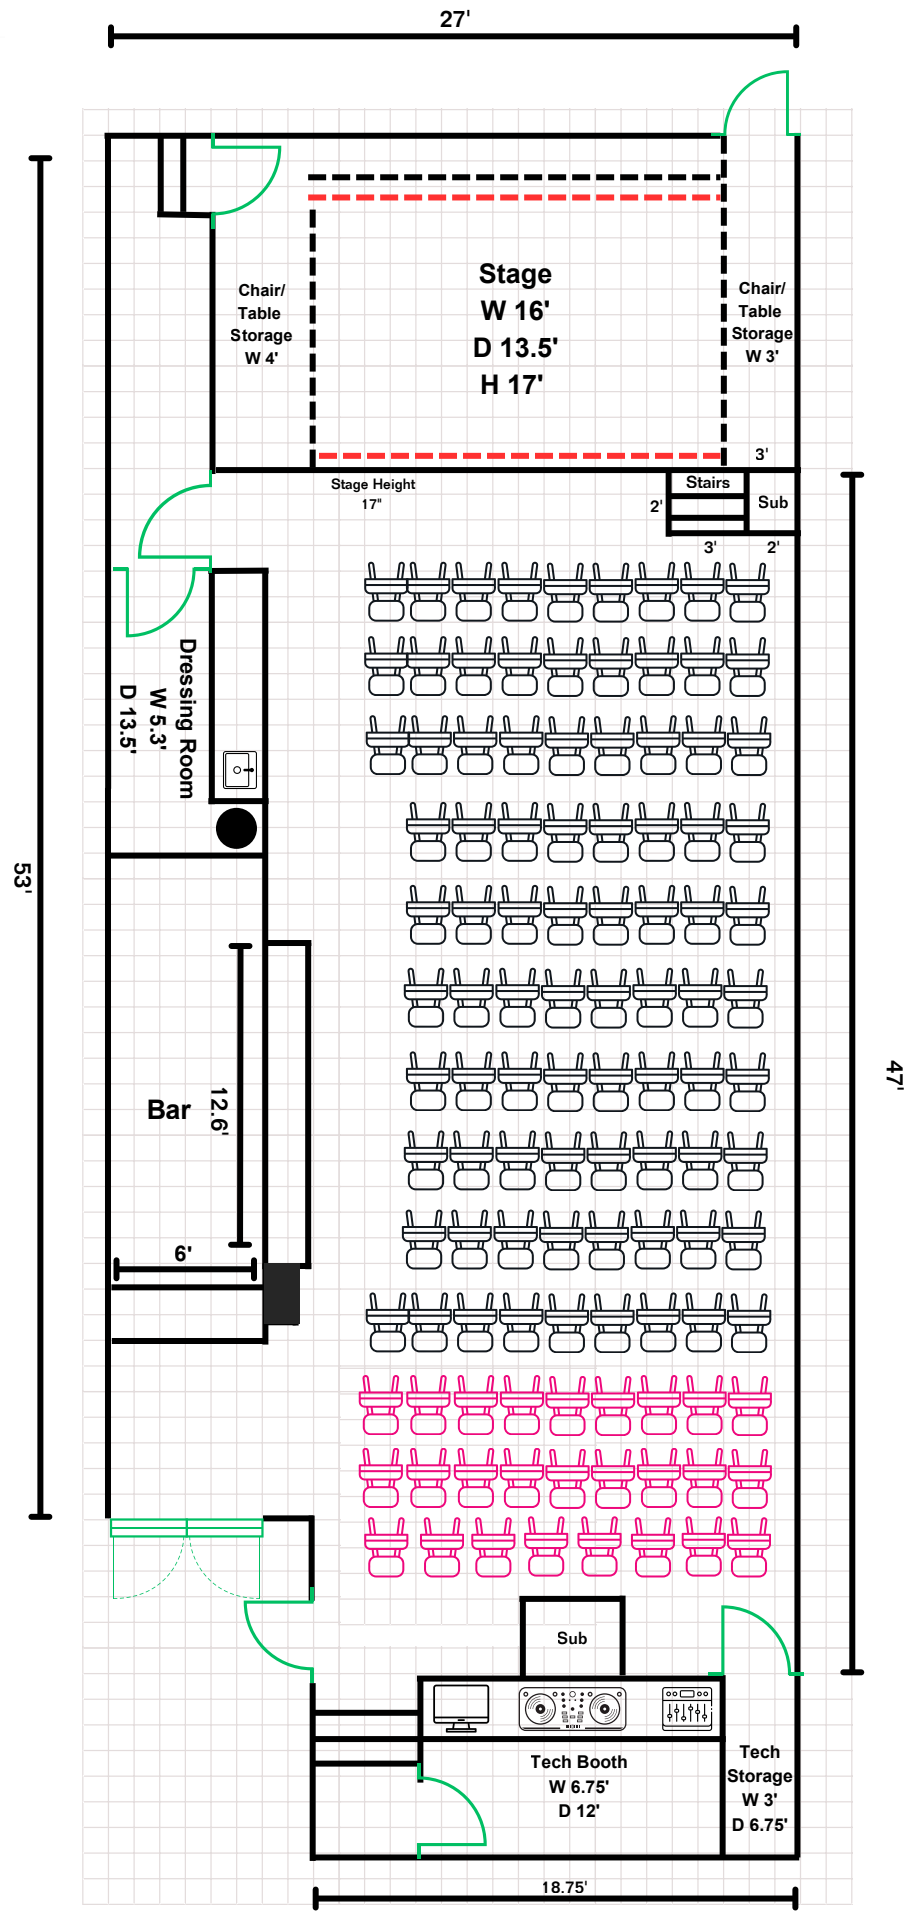 27'
Stage
W 16'
D 13.5'
H 17'
Chair/
Table
Storage
W 4'
Chair/
Table
Storage
W 3'
3'
Stage Height
17"
Stairs
2'
Sub
3'
2'
Dressing Room
W 5.3'
D 13.5'
53'
47'
Bar
12.6'
6'
Sub
Tech Booth
W 6.75'
D 12'
Tech
Storage
W 3'
D 6.75'
18.75'